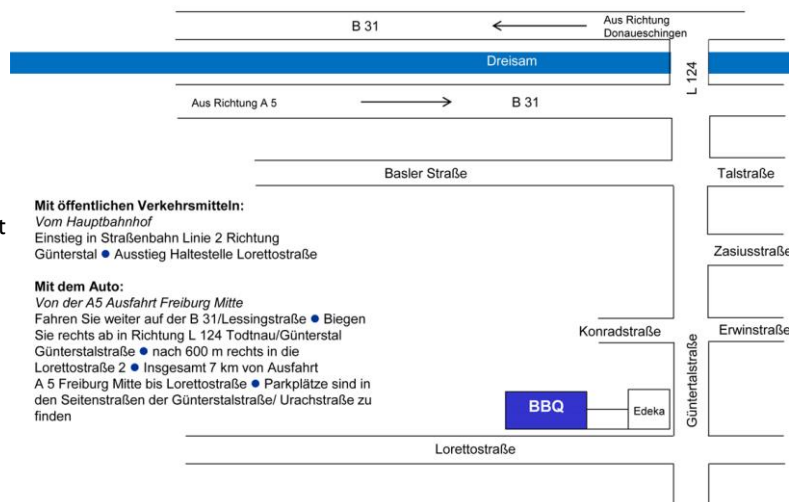 B 31
Aus Richtung
Donaueschingen
Dreisam
L 124
Aus Richtung A 5
B 31
Basler Straße
Talstraße
Mit öffentlichen Verkehrsmitteln:
Vom Hauptbahnhof
Einstieg in Straßenbahn Linie 2 Richtung
Günterstal ● Ausstieg Haltestelle Lorettostraße
t
Zasiusstraße
Mit dem Auto:
Von der A5 Ausfahrt Freiburg Mitte
Fahren Sie weiter auf der B 31/Lessingstraße ● Biegen
Sie rechts ab in Richtung L 124 Todtnau/Günterstal
Günterstalstraße ● nach 600 m rechts in die
Lorettostraße 2 ● Insgesamt 7 km von Ausfahrt
A 5 Freiburg Mitte bis Lorettostraße ● Parkplätze sind in
den Seitenstraßen der Günterstalstraße/ Urachstraße zu
finden
Konradstraße
Erwinstraße
Güntertalstraße
BBQ
Edeka
Lorettostraße